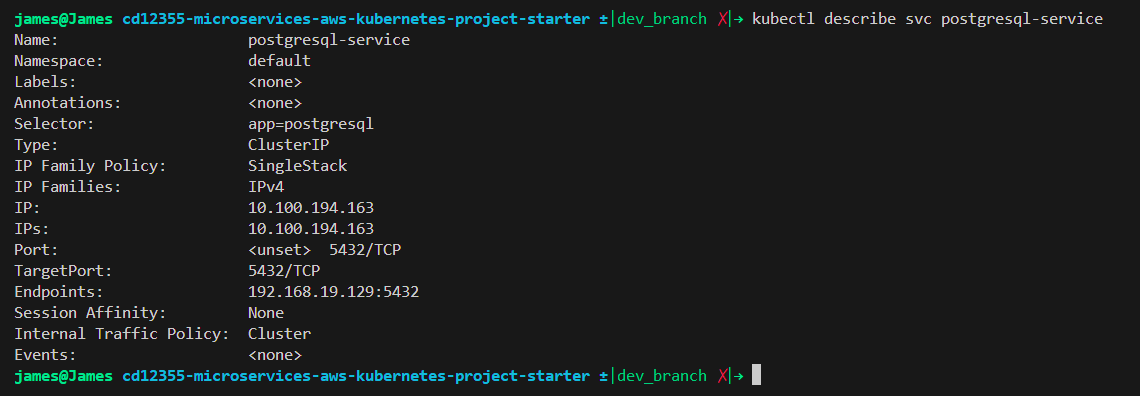 james@James cd12355-microservices-aws-kubernetes-project-starter ±|dev_branch ✗|→ kubectl describe svc postgresql-service
Name: postgresql-service
Namespace: default
Labels: <none>
Annotations: <none>
Selector: app=postgresql
Type: ClusterIP
IP Family Policy: SingleStack
IP Families: IPv4
IP: 10.100.194.163
IPs: 10.100.194.163
Port: <unset> 5432/TCP
TargetPort: 5432/TCP
Endpoints: 192.168.19.129:5432
Session Affinity: None
Internal Traffic Policy: Cluster
Events: <none>
james@James cd12355-microservices-aws-kubernetes-project-starter ±|dev_branch ✗|→